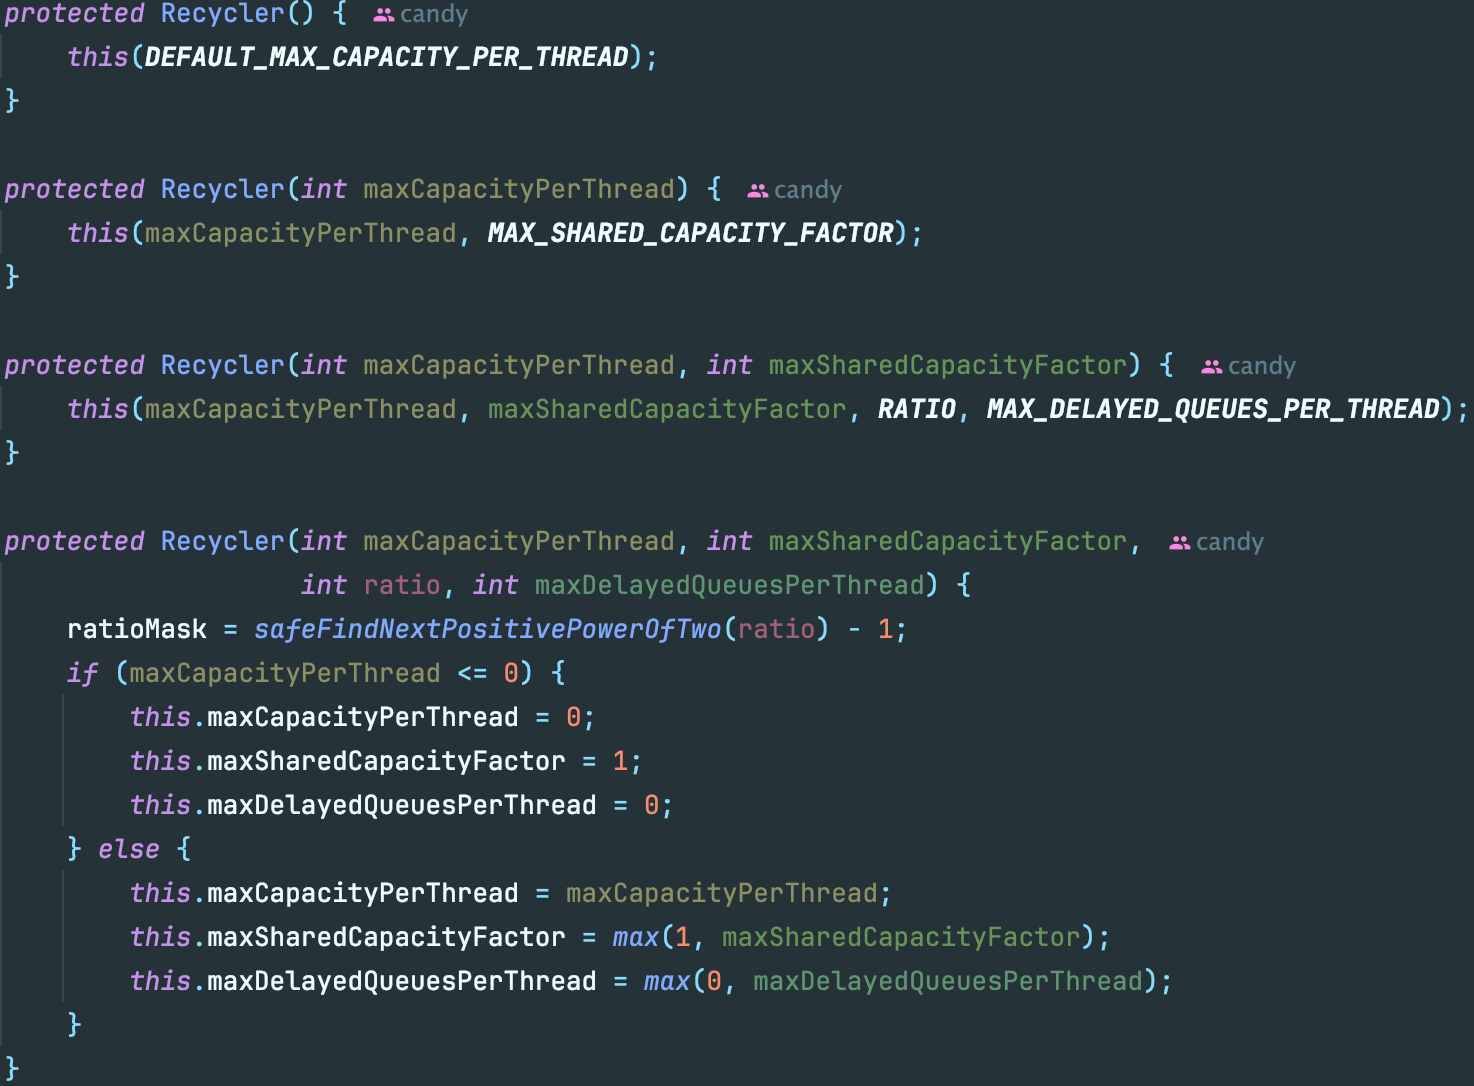 protected Recycler() { candy
    this(DEFAULT_MAX_CAPACITY_PER_THREAD);
}

protected Recycler(int maxCapacityPerThread) { candy
    this(maxCapacityPerThread, MAX_SHARED_CAPACITY_FACTOR);
}

protected Recycler(int maxCapacityPerThread, int maxSharedCapacityFactor) { candy
    this(maxCapacityPerThread, maxSharedCapacityFactor, RATIO, MAX_DELAYED_QUEUES_PER_THREAD);
}

protected Recycler(int maxCapacityPerThread, int maxSharedCapacityFactor, candy
                   int ratio, int maxDelayedQueuesPerThread) {
    ratioMask = safeFindNextPositivePowerOfTwo(ratio) - 1;
    if (maxCapacityPerThread <= 0) {
        this.maxCapacityPerThread = 0;
        this.maxSharedCapacityFactor = 1;
        this.maxDelayedQueuesPerThread = 0;
    } else {
        this.maxCapacityPerThread = maxCapacityPerThread;
        this.maxSharedCapacityFactor = max(1, maxSharedCapacityFactor);
        this.maxDelayedQueuesPerThread = max(0, maxDelayedQueuesPerThread);
    }
}